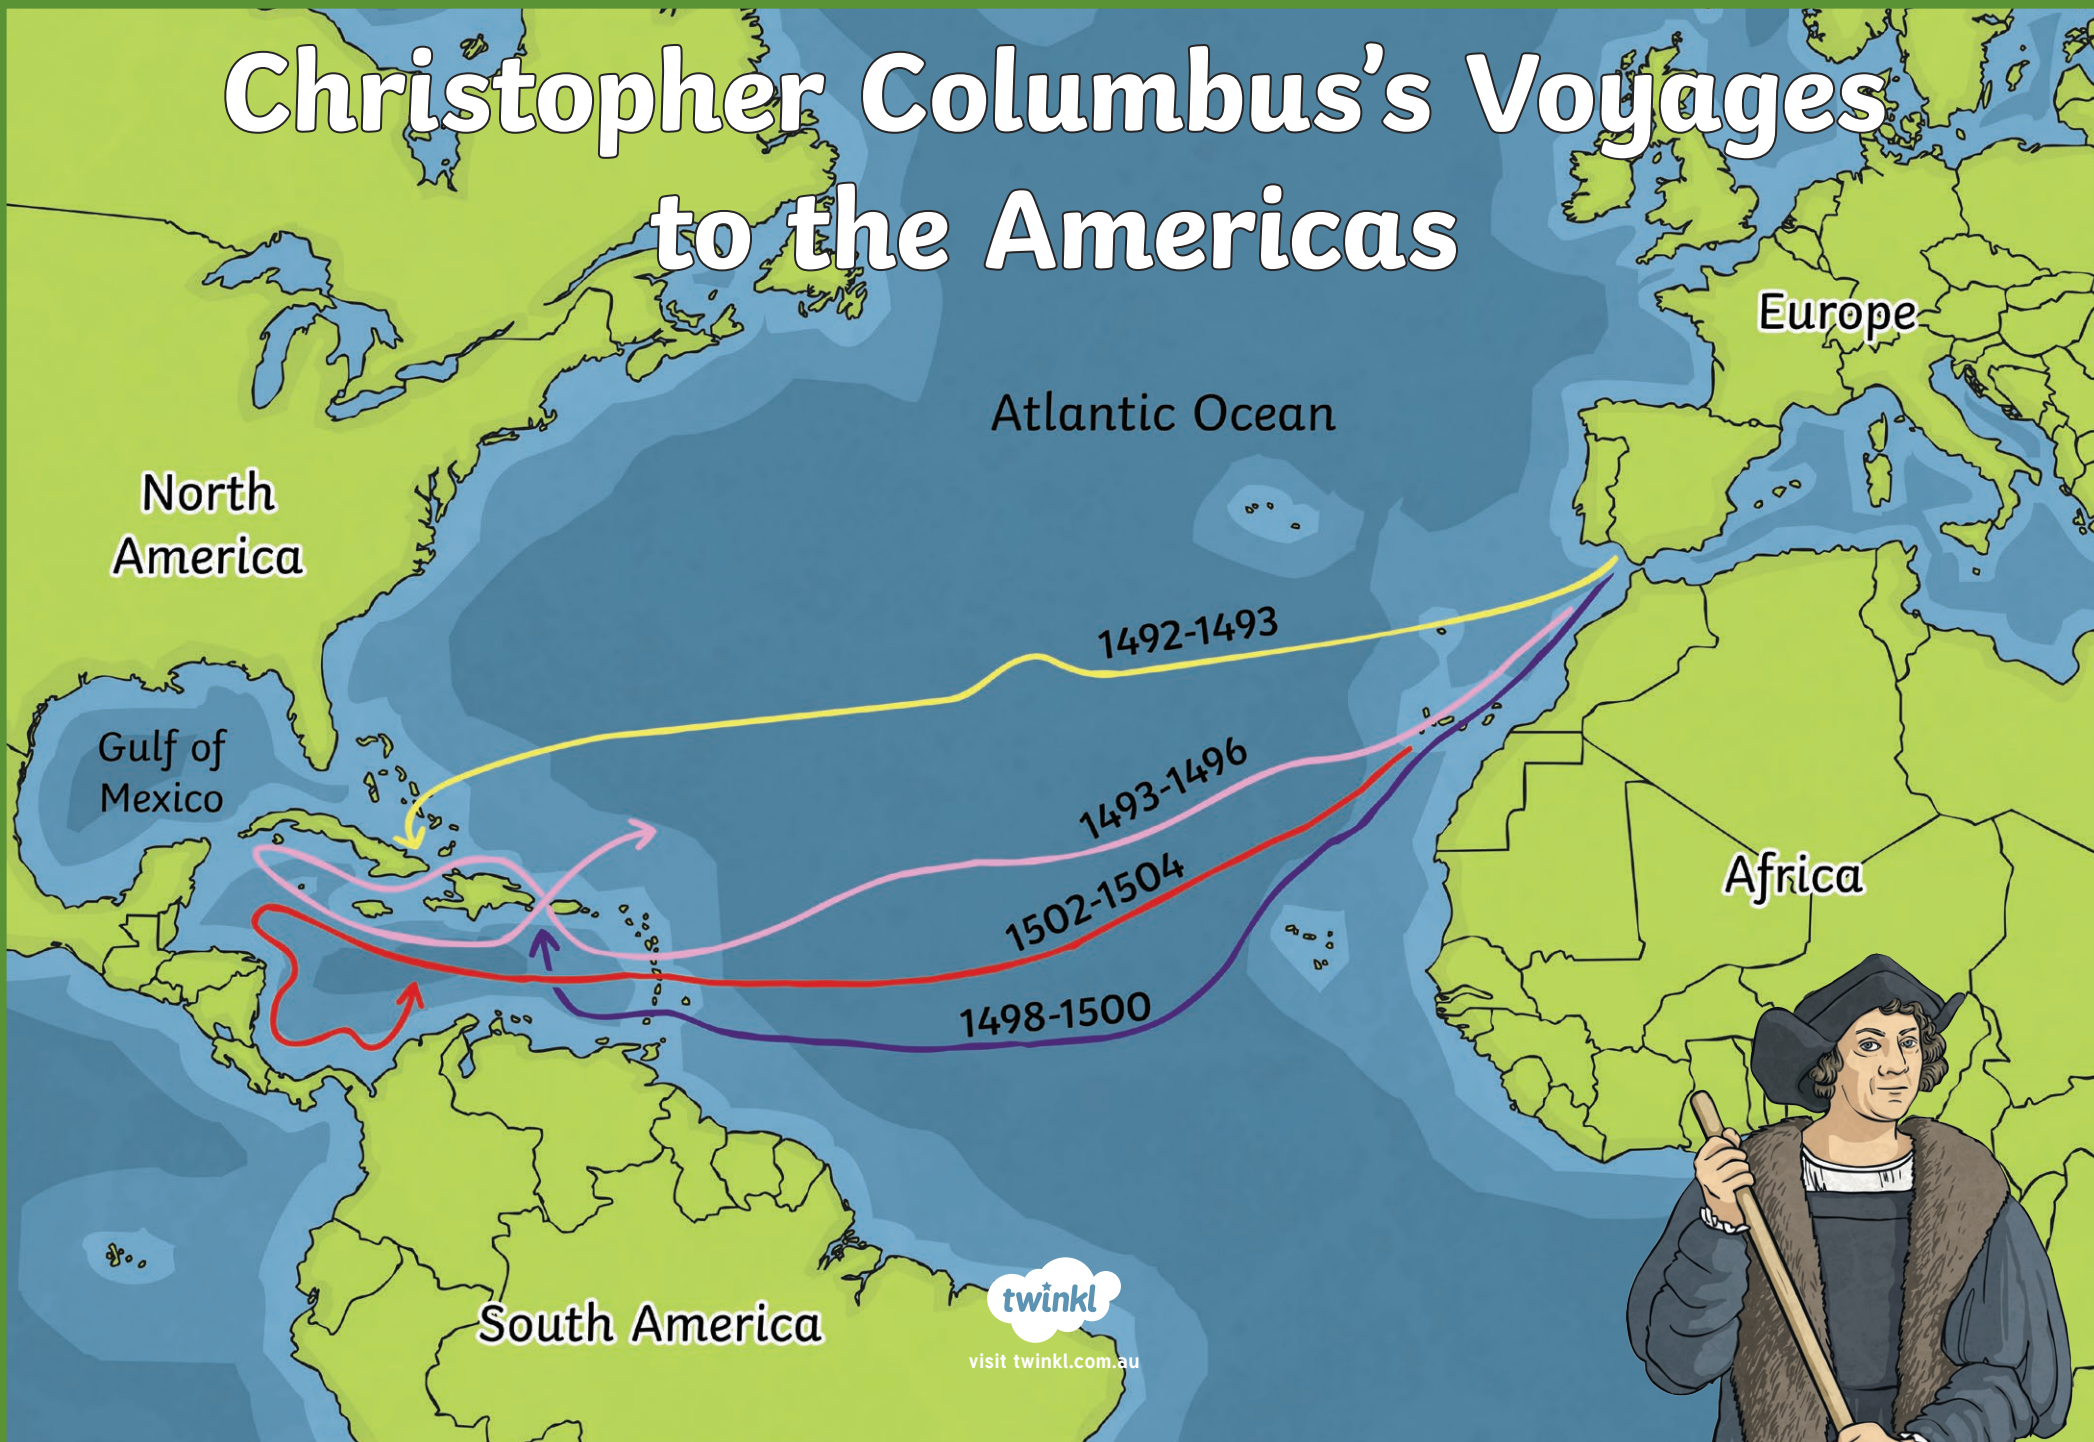 Christopher Columbus's Voyages
to the Americas
Europe
Atlantic Ocean
North
America
1492-1493
Gulf of
Mexico
1493-1496
Africa
1502-1504
1498-1500
South America
twinkl
visit twinkl.com.au